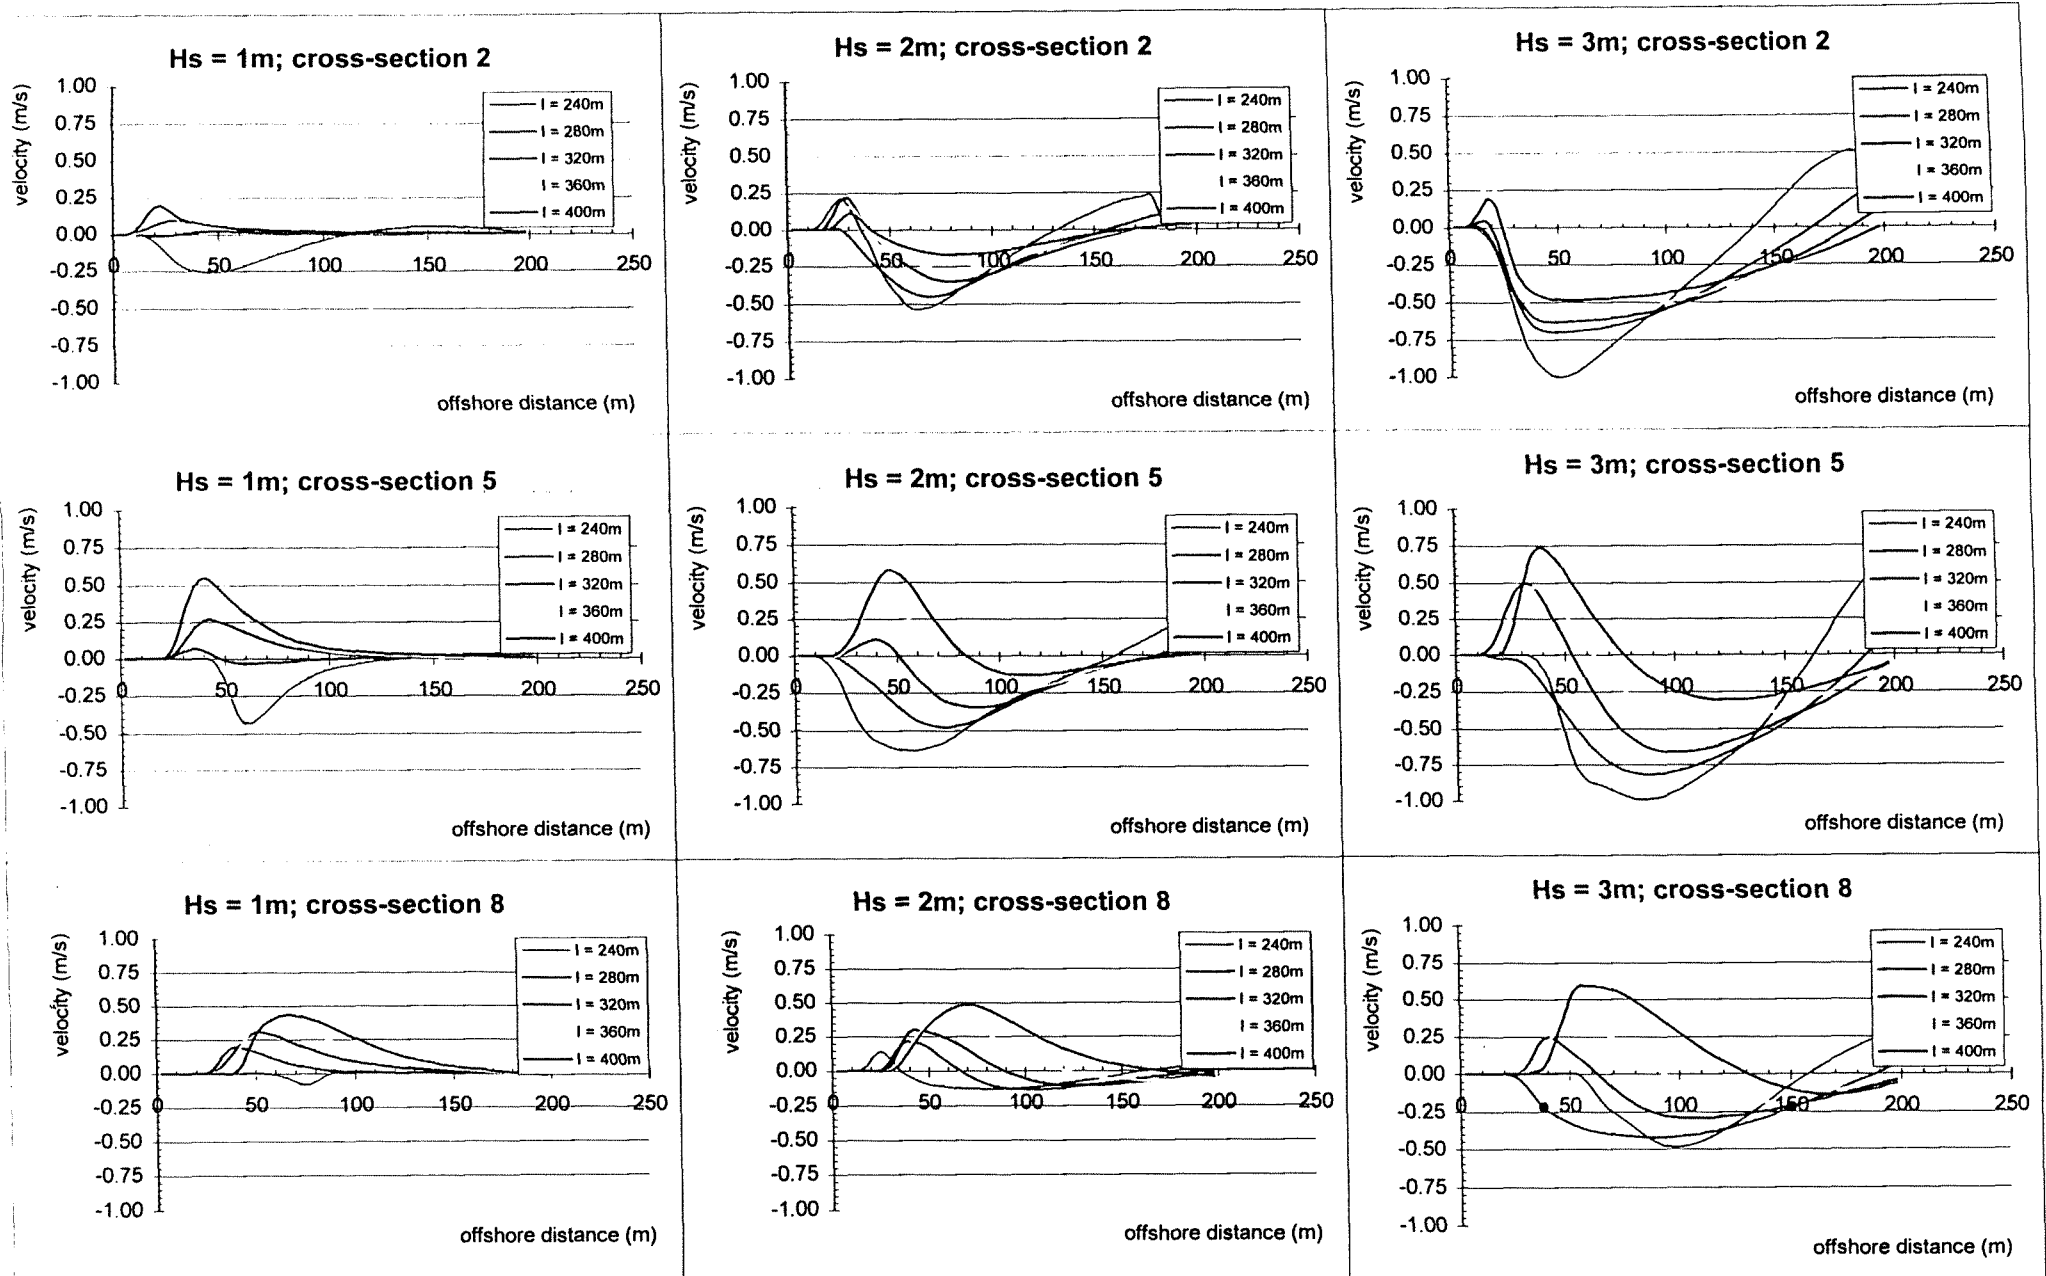 Hs = 1m; cross-section 2
velocity (m/s)
1.00
0.75
0.50
0.25
0.00
-0.25
-0.50
-0.75
-1.00
0 50 100 150 200 250
l = 240m
l = 280m
l = 320m
l = 360m
l = 400m
offshore distance (m)
Hs = 2m; cross-section 2
velocity (m/s)
1.00
0.75
0.50
0.25
0.00
-0.25
-0.50
-0.75
-1.00
0 50 100 150 200 250
l = 240m
l = 280m
l = 320m
l = 360m
l = 400m
offshore distance (m)
Hs = 3m; cross-section 2
velocity (m/s)
1.00
0.75
0.50
0.25
0.00
-0.25
-0.50
-0.75
-1.00
0 50 100 150 200 250
l = 240m
l = 280m
l = 320m
l = 360m
l = 400m
offshore distance (m)
Hs = 1m; cross-section 5
velocity (m/s)
1.00
0.75
0.50
0.25
0.00
-0.25
-0.50
-0.75
-1.00
0 50 100 150 200 250
l = 240m
l = 280m
l = 320m
l = 360m
l = 400m
offshore distance (m)
Hs = 2m; cross-section 5
velocity (m/s)
1.00
0.75
0.50
0.25
0.00
-0.25
-0.50
-0.75
-1.00
0 50 100 150 200 250
l = 240m
l = 280m
l = 320m
l = 360m
l = 400m
offshore distance (m)
Hs = 3m; cross-section 5
velocity (m/s)
1.00
0.75
0.50
0.25
0.00
-0.25
-0.50
-0.75
-1.00
0 50 100 150 200 250
l = 240m
l = 280m
l = 320m
l = 360m
l = 400m
offshore distance (m)
Hs = 1m; cross-section 8
velocity (m/s)
1.00
0.75
0.50
0.25
0.00
-0.25
-0.50
-0.75
-1.00
0 50 100 150 200 250
l = 240m
l = 280m
l = 320m
l = 360m
l = 400m
offshore distance (m)
Hs = 2m; cross-section 8
velocity (m/s)
1.00
0.75
0.50
0.25
0.00
-0.25
-0.50
-0.75
-1.00
0 50 100 150 200 250
l = 240m
l = 280m
l = 320m
l = 360m
l = 400m
offshore distance (m)
Hs = 3m; cross-section 8
velocity (m/s)
1.00
0.75
0.50
0.25
0.00
-0.25
-0.50
-0.75
-1.00
0 50 100 150 200 250
l = 240m
l = 280m
l = 320m
l = 360m
l = 400m
offshore distance (m)